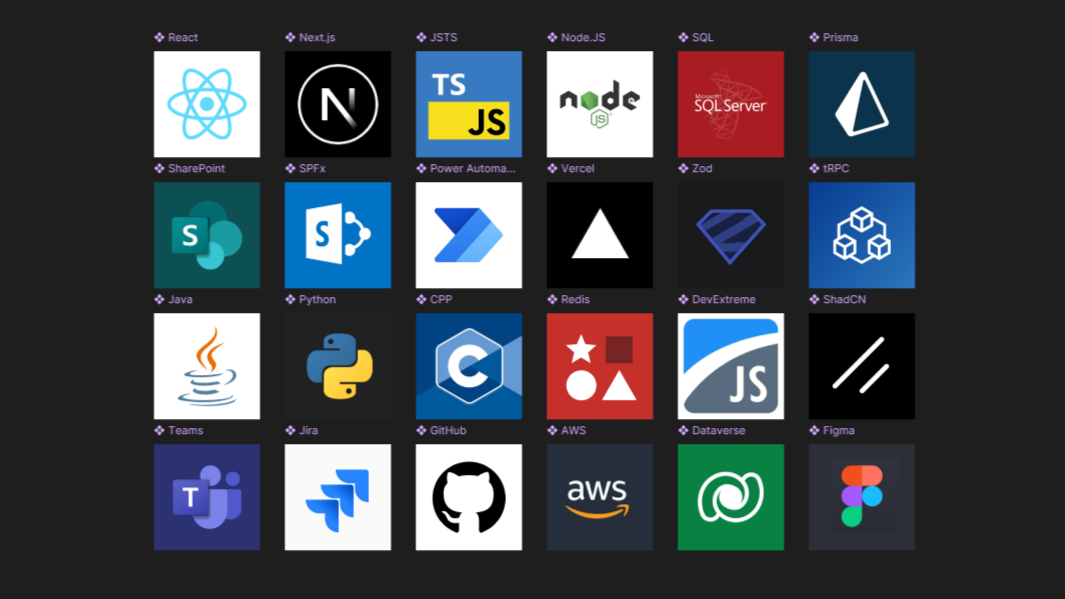 React
Next.js
JSTS
Node.JS
SQL
Prisma
N
TS
JS
node
JS
Microsoft
SQL Server
SharePoint
SPFx
Power Automa...
Vercel
Zod
tRPC
S
S
Java
Python
CPP
Redis
DevExtreme
ShadCN
C
JS
Teams
Jira
GitHub
AWS
Dataverse
Figma
T
aws